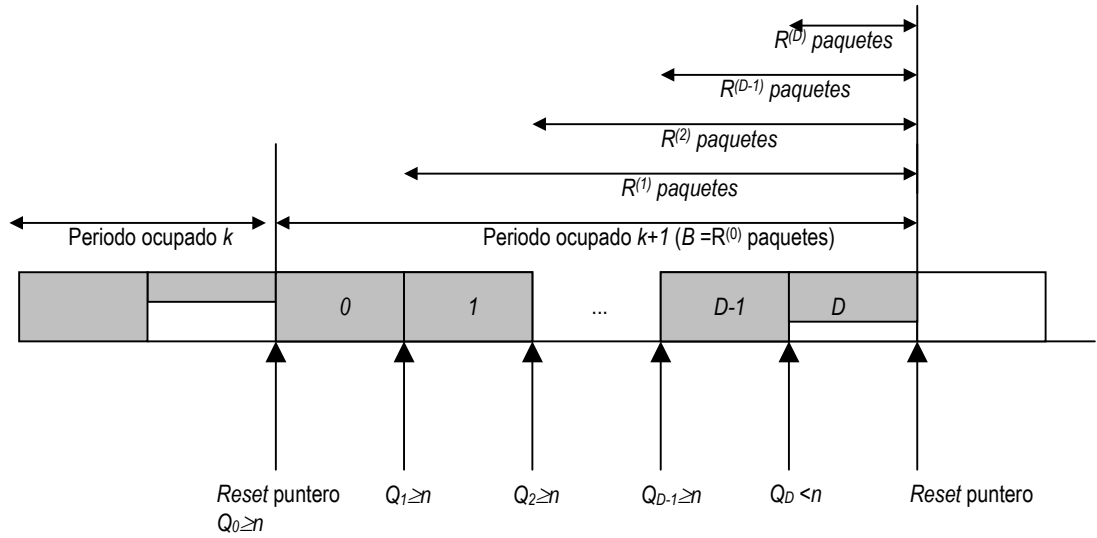 R(D) paquetes
R(D-1) paquetes
R(2) paquetes
R(1) paquetes
Periodo ocupado k
Periodo ocupado k+1 (B =R(0) paquetes)
0
1
...
D-1
D
Reset puntero
Q0≥n
Q1≥n
Q2≥n
QD-1≥n
QD <n
Reset puntero